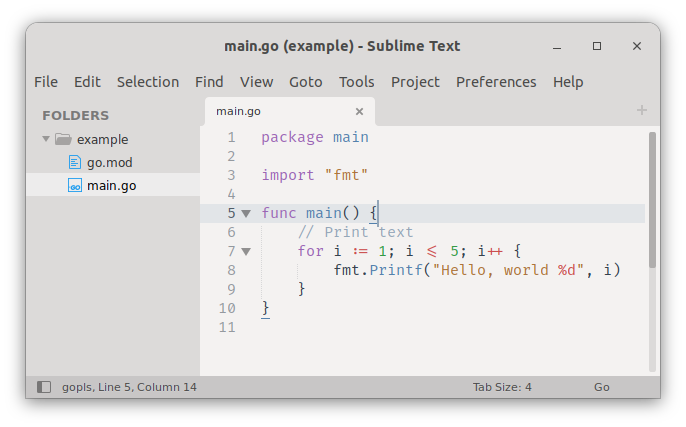 main.go (example) - Sublime Text
File Edit Selection Find View Goto Tools Project Preferences Help
FOLDERS
example
go.mod
GO main.go
main.go
1 package main
2
3 import "fmt"
4
5 func main() {
6     // Print text
7     for i := 1; i <= 5; i++ {
8         fmt.Printf("Hello, world %d", i)
9     }
10 }
11
gopls, Line 5, Column 14 Tab Size: 4 Go